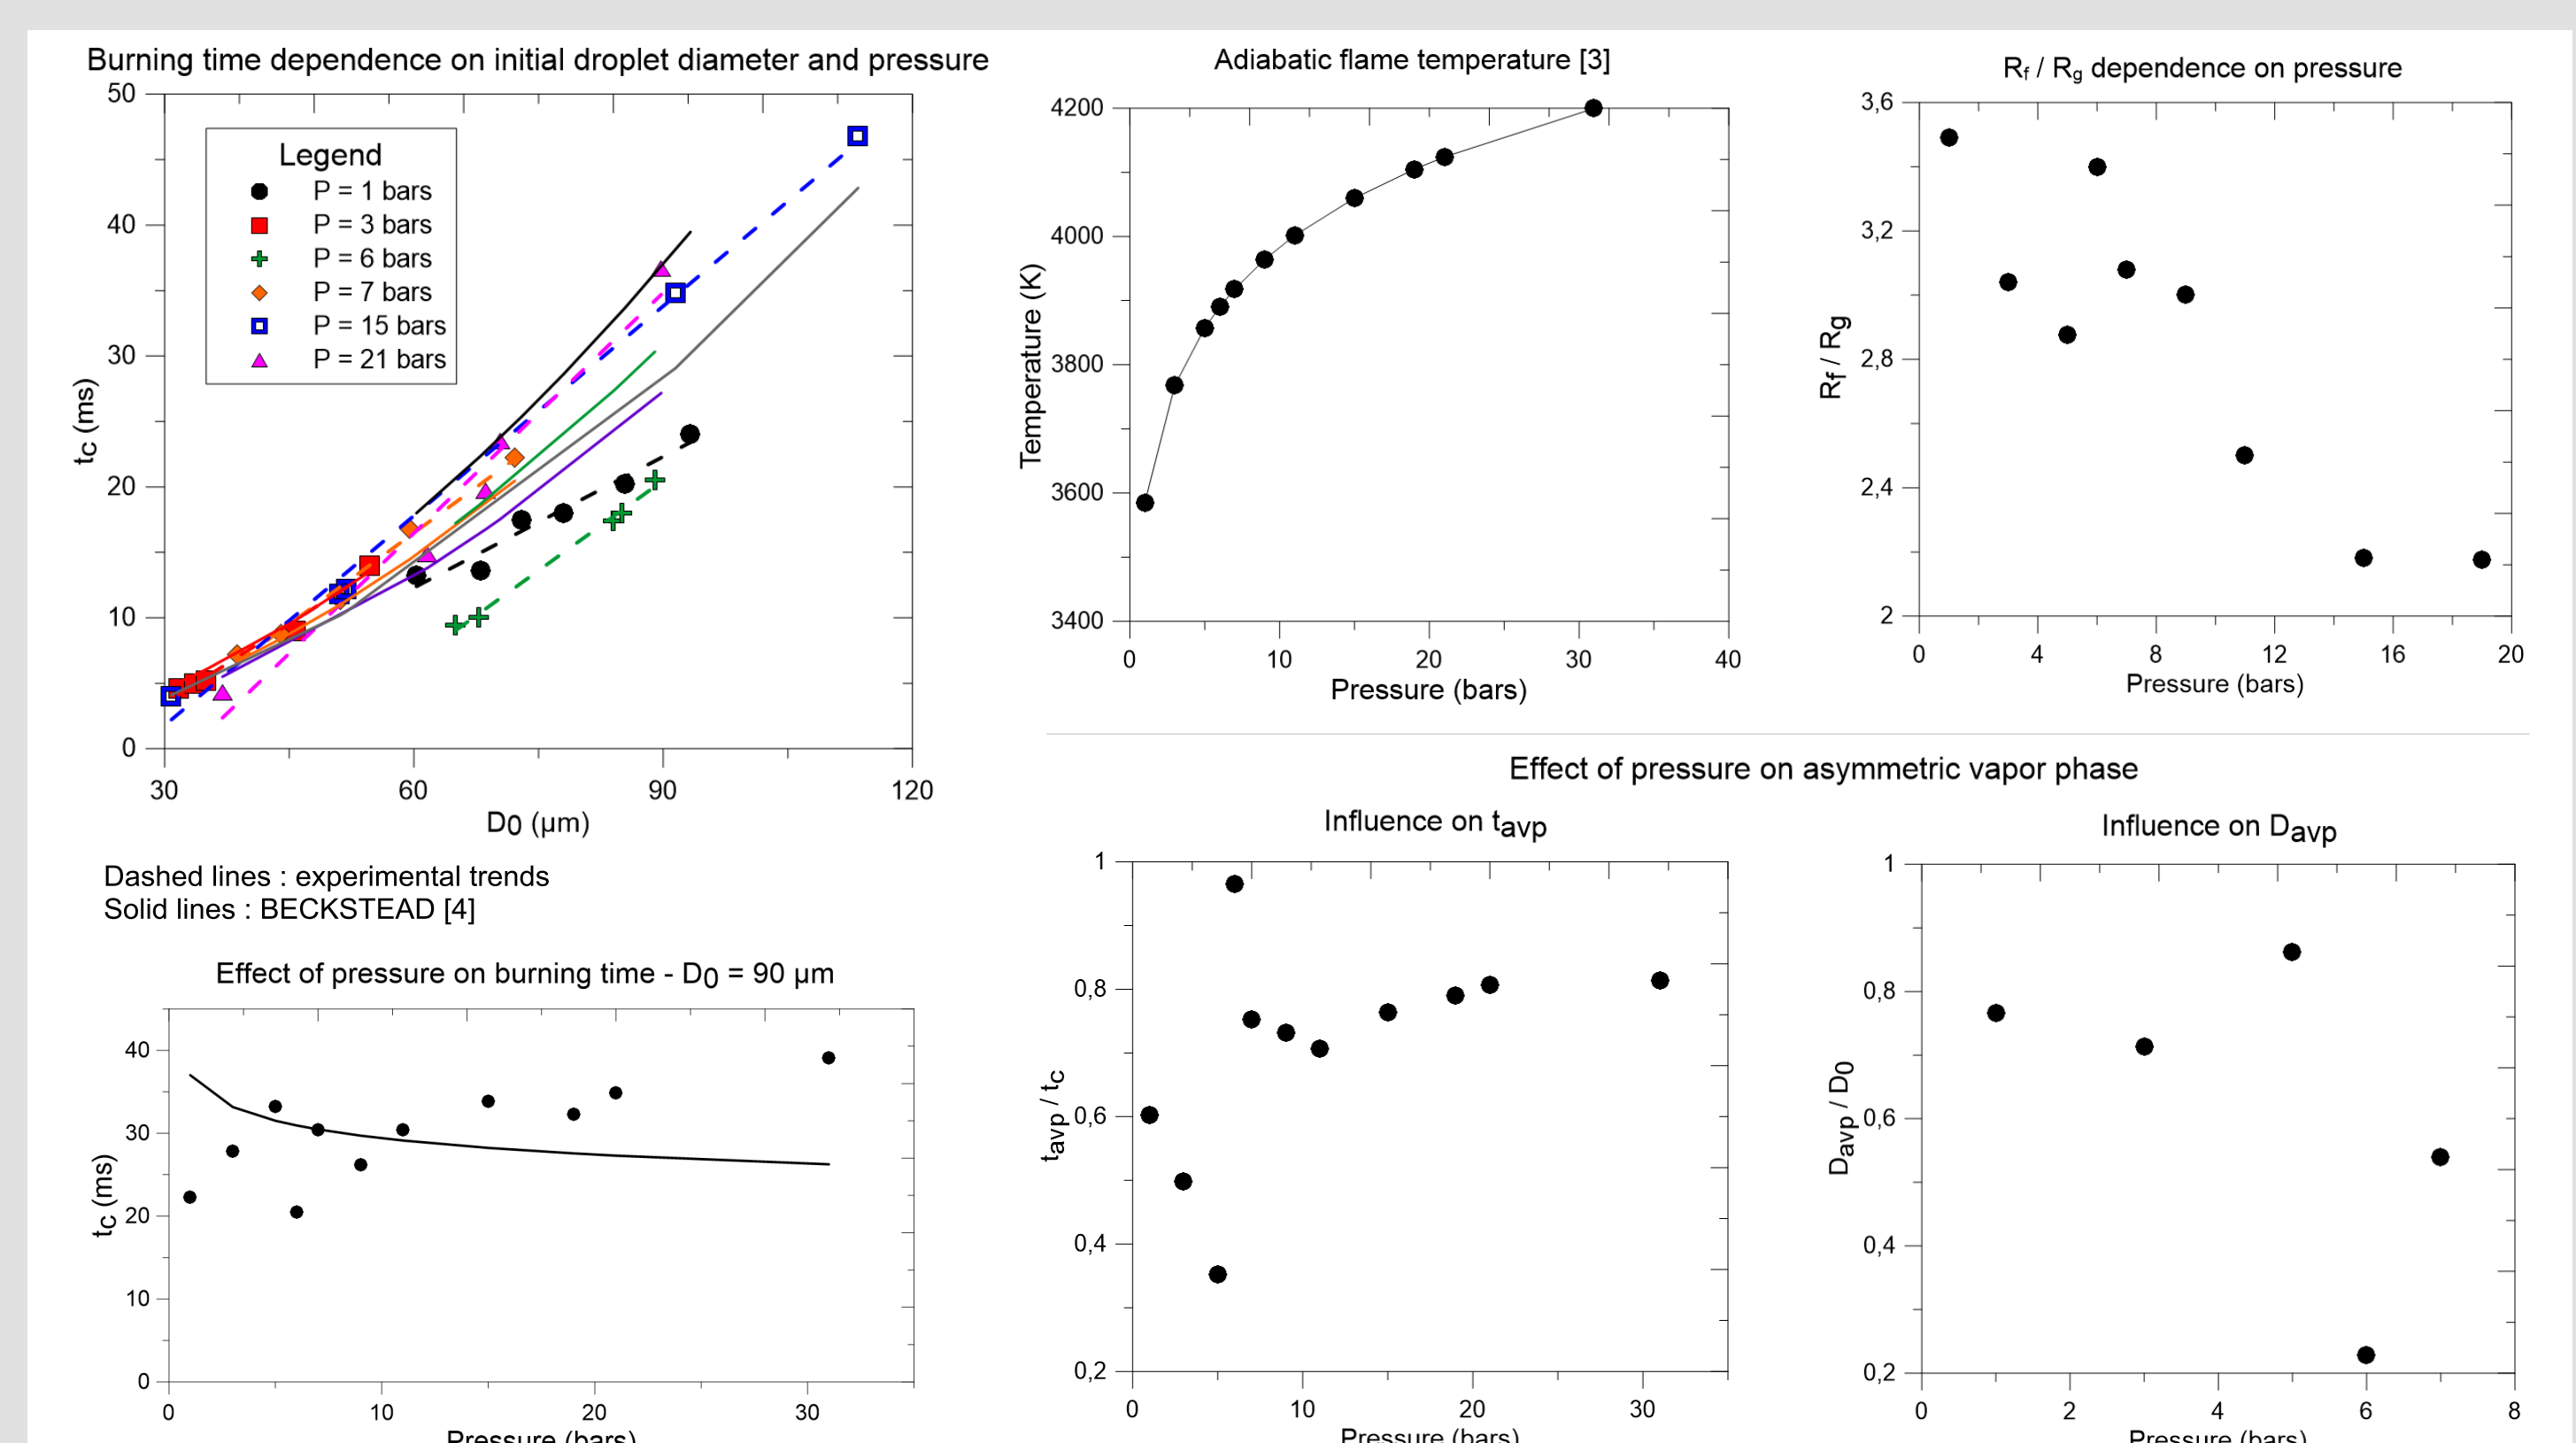 Burning time dependence on initial droplet diameter and pressure
50
40
30
20
10
0
tc (ms)
Legend
P = 1 bars
P = 3 bars
P = 6 bars
P = 7 bars
P = 15 bars
P = 21 bars
30 60 90 120
D0 (µm)
Dashed lines : experimental trends
Solid lines : BECKSTEAD [4]
Effect of pressure on burning time - D0 = 90 µm
40
30
20
10
0
tc (ms)
0 10 20 30
Pressure (bars)
Adiabatic flame temperature [3]
4200
4000
3800
3600
3400
Temperature (K)
0 10 20 30 40
Pressure (bars)
Rf / Rg dependence on pressure
3,6
3,2
2,8
2,4
2
Rf / Rg
0 4 8 12 16 20
Pressure (bars)
Effect of pressure on asymmetric vapor phase
Influence on tavp
1
0,8
0,6
0,4
0,2
tavp / tc
0 10 20 30
Pressure (bars)
Influence on Davp
1
0,8
0,6
0,4
0,2
Davp / D0
0 2 4 6 8
Pressure (bars)